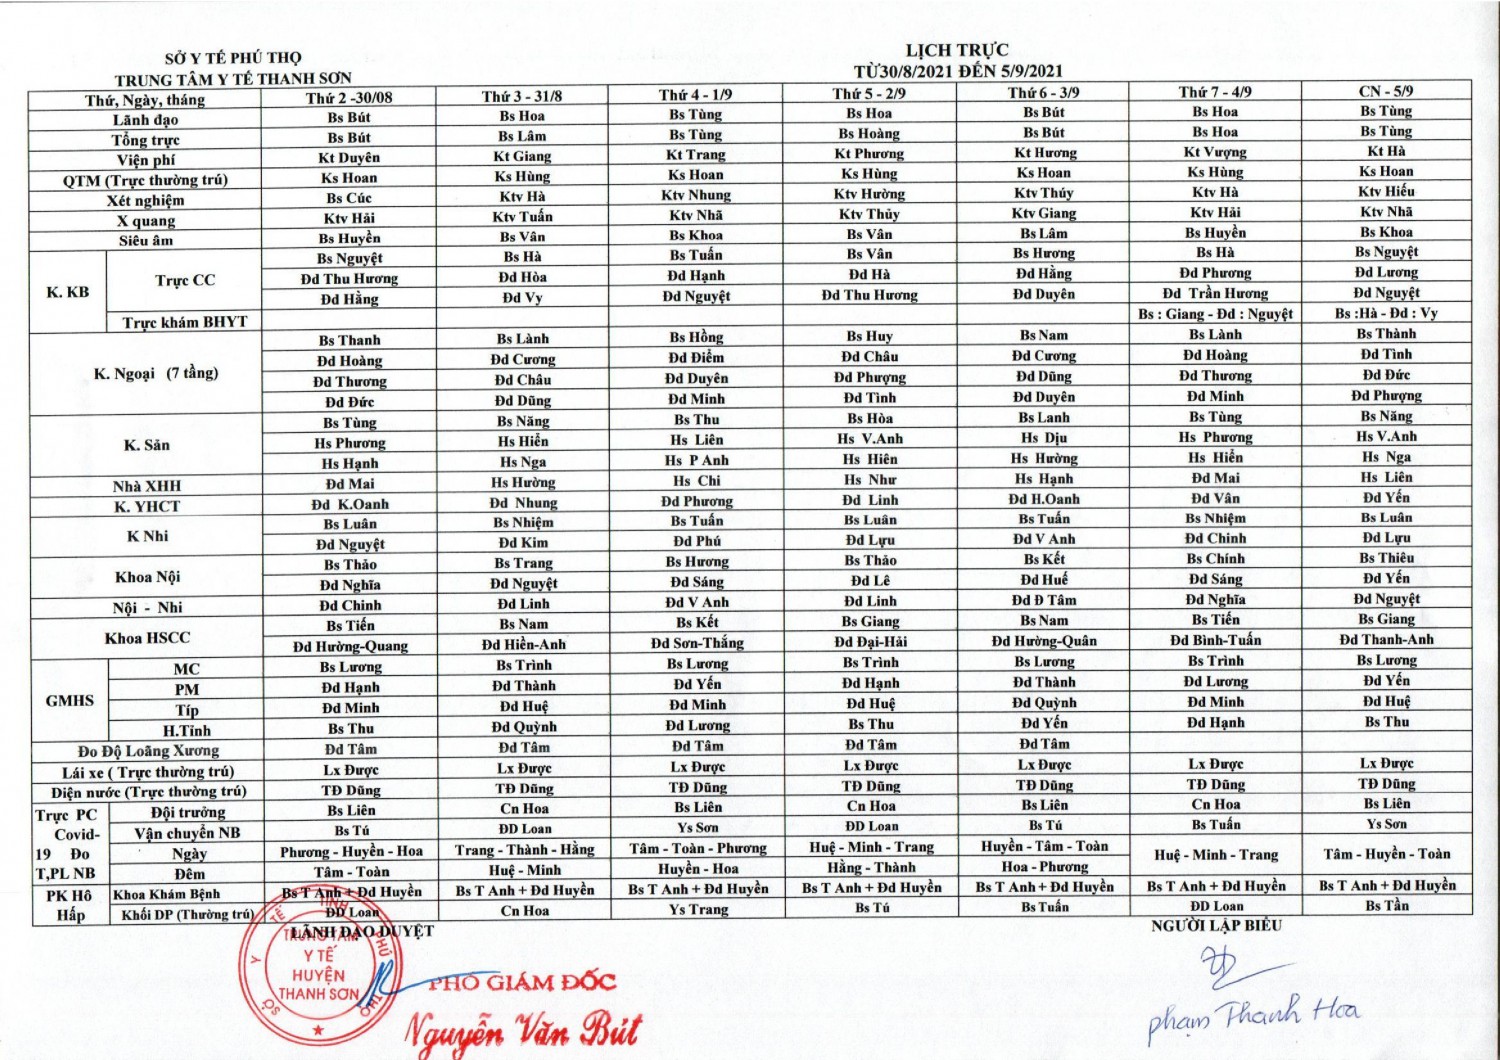 SỞ Y TẾ PHÚ THỌ
TRUNG TÂM Y TẾ THANH SƠN
LỊCH TRỰC
TỪ30/8/2021 ĐẾN 5/9/2021
Thứ, Ngày, tháng Thứ 2 -30/08 Thứ 3 - 31/8 Thứ 4 - 1/9 Thứ 5 - 2/9 Thứ 6 - 3/9 Thứ 7 - 4/9 CN - 5/9
Lãnh đạo Bs Bút Bs Hoa Bs Tùng Bs Hoa Bs Bút Bs Hoa Bs Tùng
Tổng trực Bs Bút Bs Lâm Bs Tùng Bs Hoàng Bs Bút Bs Hoa Bs Tùng
Viện phí Kt Duyên Kt Giang Kt Trang Kt Phương Kt Hương Kt Vượng Kt Hà
QTM (Trực thường trú) Ks Hoan Ks Hùng Ks Hoan Ks Hùng Ks Hoan Ks Hùng Ks Hoan
Xét nghiệm Bs Cúc Ktv Hà Ktv Nhung Ktv Hường Ktv Thúy Ktv Hà Ktv Hiếu
X quang Ktv Hải Ktv Tuấn Ktv Nhã Ktv Thủy Ktv Giang Ktv Hải Ktv Nhã
Siêu âm Bs Huyền Bs Vân Bs Khoa Bs Vân Bs Lâm Bs Huyền Bs Khoa
K. KB Trực CC Bs Nguyệt Bs Hà Bs Tuấn Bs Vân Bs Hương Bs Hà Bs Nguyệt
Đd Thu Hương Đd Hòa Đd Hạnh Đd Hà Đd Hằng Đd Phương Đd Lương
Đd Hằng Đd Vy Đd Nguyệt Đd Thu Hương Đd Duyên Đd Trần Hương Đd Nguyệt
Trực khám BHYT Bs : Giang - Đd : Nguyệt Bs :Hà - Đd : Vy
K. Ngoại (7 tầng) Bs Thanh Bs Lành Bs Hồng Bs Huy Bs Nam Bs Lành Bs Thành
Đd Hoàng Đd Cương Đd Điểm Đd Châu Đd Cương Đd Hoàng Đd Tình
Đd Thương Đd Châu Đd Duyên Đd Phượng Đd Dũng Đd Thương Đd Đức
Đd Đức Đd Dũng Đd Minh Đd Tình Đd Duyên Đd Minh Đd Phượng
K. Sản Bs Tùng Bs Năng Bs Thu Bs Hòa Bs Lanh Bs Tùng Bs Năng
Hs Phương Hs Hiển Hs Liên Hs V.Anh Hs Dịu Hs Phương Hs V.Anh
Hs Hạnh Hs Nga Hs P Anh Hs Hiên Hs Hường Hs Hiển Hs Nga
Nhà XHH Đd Mai Hs Hường Hs Chi Hs Như Hs Hạnh Đd Mai Hs Liên
K. YHCT Đd K.Oanh Đd Nhung Đd Phương Đd Linh Đd H.Oanh Đd Vân Đd Yến
K Nhi Bs Luân Bs Nhiệm Bs Tuấn Bs Luân Bs Tuấn Bs Nhiệm Bs Luân
Đd Nguyệt Đd Kim Đd Phú Đd Lựu Đd V Anh Đd Chinh Đd Lựu
Khoa Nội Bs Thảo Bs Trang Bs Hương Bs Thảo Bs Kết Bs Chính Bs Thiêu
Đd Nghĩa Đd Nguyệt Đd Sáng Đd Lê Đd Huế Đd Sáng Đd Yến
Nội - Nhi Đd Chinh Đd Linh Đd V Anh Đd Linh Đd Đ Tâm Đd Nghĩa Đd Nguyệt
Khoa HSCC Bs Tiến Bs Nam Bs Kết Bs Giang Bs Nam Bs Tiến Bs Giang
Đd Hường-Quang Đd Hiền-Anh Đd Sơn-Thắng Đd Đại-Hải Đd Hường-Quân Đd Bình-Tuấn Đd Thanh-Anh
GMHS MC Bs Lương Bs Trình Bs Lương Bs Trình Bs Lương Bs Trình Bs Lương
PM Đd Hạnh Đd Thành Đd Yến Đd Hạnh Đd Thành Đd Lương Đd Yến
Típ Đd Minh Đd Huệ Đd Minh Đd Huệ Đd Quỳnh Đd Minh Đd Huệ
H.Tỉnh Bs Thu Đd Quỳnh Đd Lương Bs Thu Đd Yến Đd Hạnh Bs Thu
Đo Độ Loãng Xương Đd Tâm Đd Tâm Đd Tâm Đd Tâm Đd Tâm
Lái xe ( Trực thường trú) Lx Được Lx Được Lx Được Lx Được Lx Được Lx Được Lx Được
Điện nước (Trực thường trú) TĐ Dũng TĐ Dũng TĐ Dũng TĐ Dũng TĐ Dũng TĐ Dũng TĐ Dũng
Trực PC Covid-19 Đo T,PL NB Đội trưởng Bs Liên Cn Hoa Bs Liên Cn Hoa Bs Liên Cn Hoa Bs Liên
Vận chuyển NB Bs Tú ĐD Loan Ys Sơn ĐD Loan Bs Tú Bs Tuấn Ys Sơn
Ngày Phương - Huyền - Hoa Trang - Thành - Hằng Tâm - Toàn - Phương Huệ - Minh - Trang Huyền - Tâm - Toàn Huệ - Minh - Trang Tâm - Huyền - Toàn
Đêm Tâm - Toàn Huệ - Minh Huyền - Hoa Hằng - Thành Hoa - Phương
PK Hô Hấp Khoa Khám Bệnh Bs T Anh + Đd Huyền Bs T Anh + Đd Huyền Bs T Anh + Đd Huyền Bs T Anh + Đd Huyền Bs T Anh + Đd Huyền Bs T Anh + Đd Huyền Bs T Anh + Đd Huyền
Khối DP (Thường trú) ĐD Loan Cn Hoa Ys Trang Bs Tú Bs Tuấn ĐD Loan Bs Tần
LÃNH ĐẠO DUYỆT
NGƯỜI LẬP BIỂU
SỞ Y TẾ TỈNH PHÚ THỌ
TRUNG TÂM
Y TẾ
HUYỆN
THANH SƠN
PHÓ GIÁM ĐỐC
Nguyễn Văn Bút
phạm Thanh Hoa